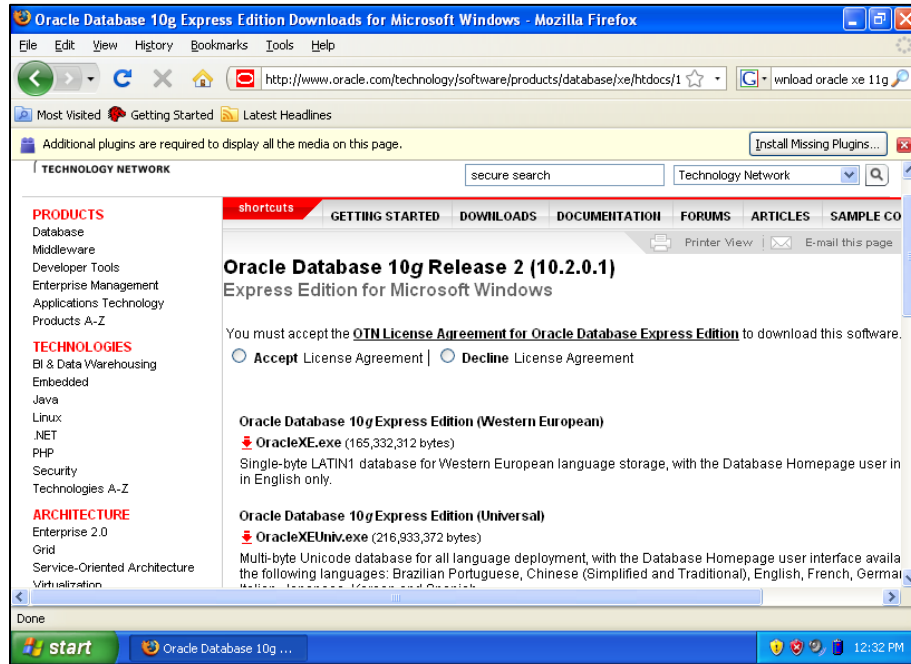 Oracle Database 10g Express Edition Downloads for Microsoft Windows - Mozilla Firefox
File Edit View History Bookmarks Tools Help
http://www.oracle.com/technology/software/products/database/xe/htdocs/1 G wnload oracle xe 11g
Most Visited Getting Started Latest Headlines
Additional plugins are required to display all the media on this page. Install Missing Plugins...
TECHNOLOGY NETWORK
secure search Technology Network
PRODUCTS
Database
Middleware
Developer Tools
Enterprise Management
Applications Technology
Products A-Z
TECHNOLOGIES
BI & Data Warehousing
Embedded
Java
Linux
.NET
PHP
Security
Technologies A-Z
ARCHITECTURE
Enterprise 2.0
Grid
Service-Oriented Architecture
Virtualization
shortcuts GETTING STARTED DOWNLOADS DOCUMENTATION FORUMS ARTICLES SAMPLE CO
Printer View E-mail this page
Oracle Database 10g Release 2 (10.2.0.1)
Express Edition for Microsoft Windows
You must accept the OTN License Agreement for Oracle Database Express Edition to download this software.
Accept License Agreement | Decline License Agreement
Oracle Database 10g Express Edition (Western European)
OracleXE.exe (165,332,312 bytes)
Single-byte LATIN1 database for Western European language storage, with the Database Homepage user in
in English only.
Oracle Database 10g Express Edition (Universal)
OracleXEUniv.exe (216,933,372 bytes)
Multi-byte Unicode database for all language deployment, with the Database Homepage user interface availa
the following languages: Brazilian Portuguese, Chinese (Simplified and Traditional), English, French, German
Done
start Oracle Database 10g ... 12:32 PM